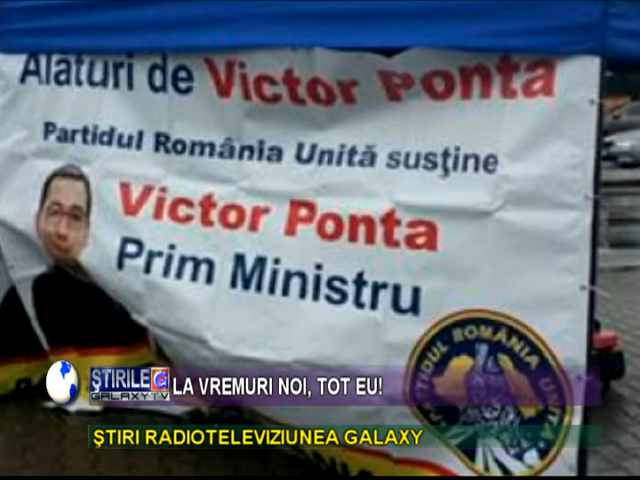 Alături de Victor Ponta
Partidul România Unită susţine
Victor Ponta
Prim Ministru
PARTIDUL ROMÂNIA UNITĂ
ŞTIRILE
GALAXY TV
LA VREMURI NOI, TOT EU!
ŞTIRI RADIOTELEVIZIUNEA GALAXY